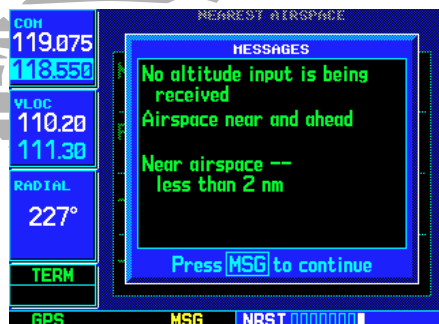 NEAREST AIRSPACE
COM
119.075
118.550
VLOC
110.20
111.30
RADIAL
227°
TERM
GPS
MESSAGES
No altitude input is being
received
Airspace near and ahead
Near airspace --
less than 2 nm
Press MSG to continue
MSG
NRST